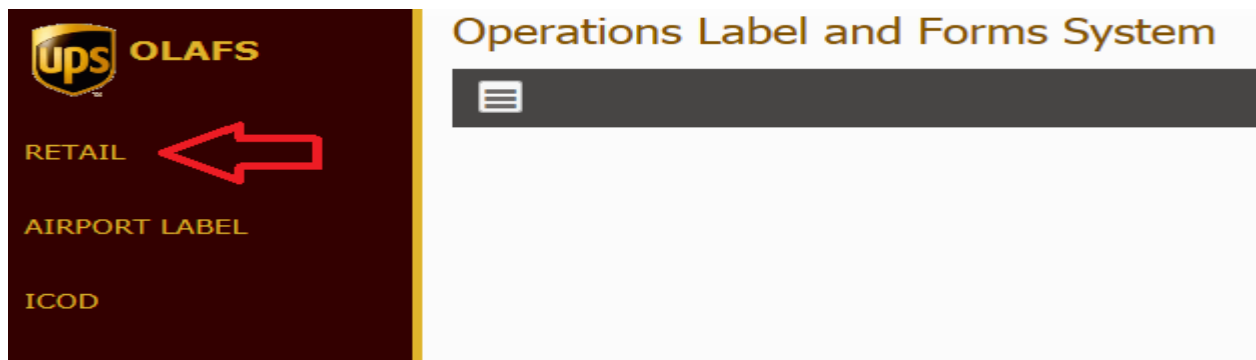 ups OLAFS
Operations Label and Forms System
RETAIL
AIRPORT LABEL
ICOD